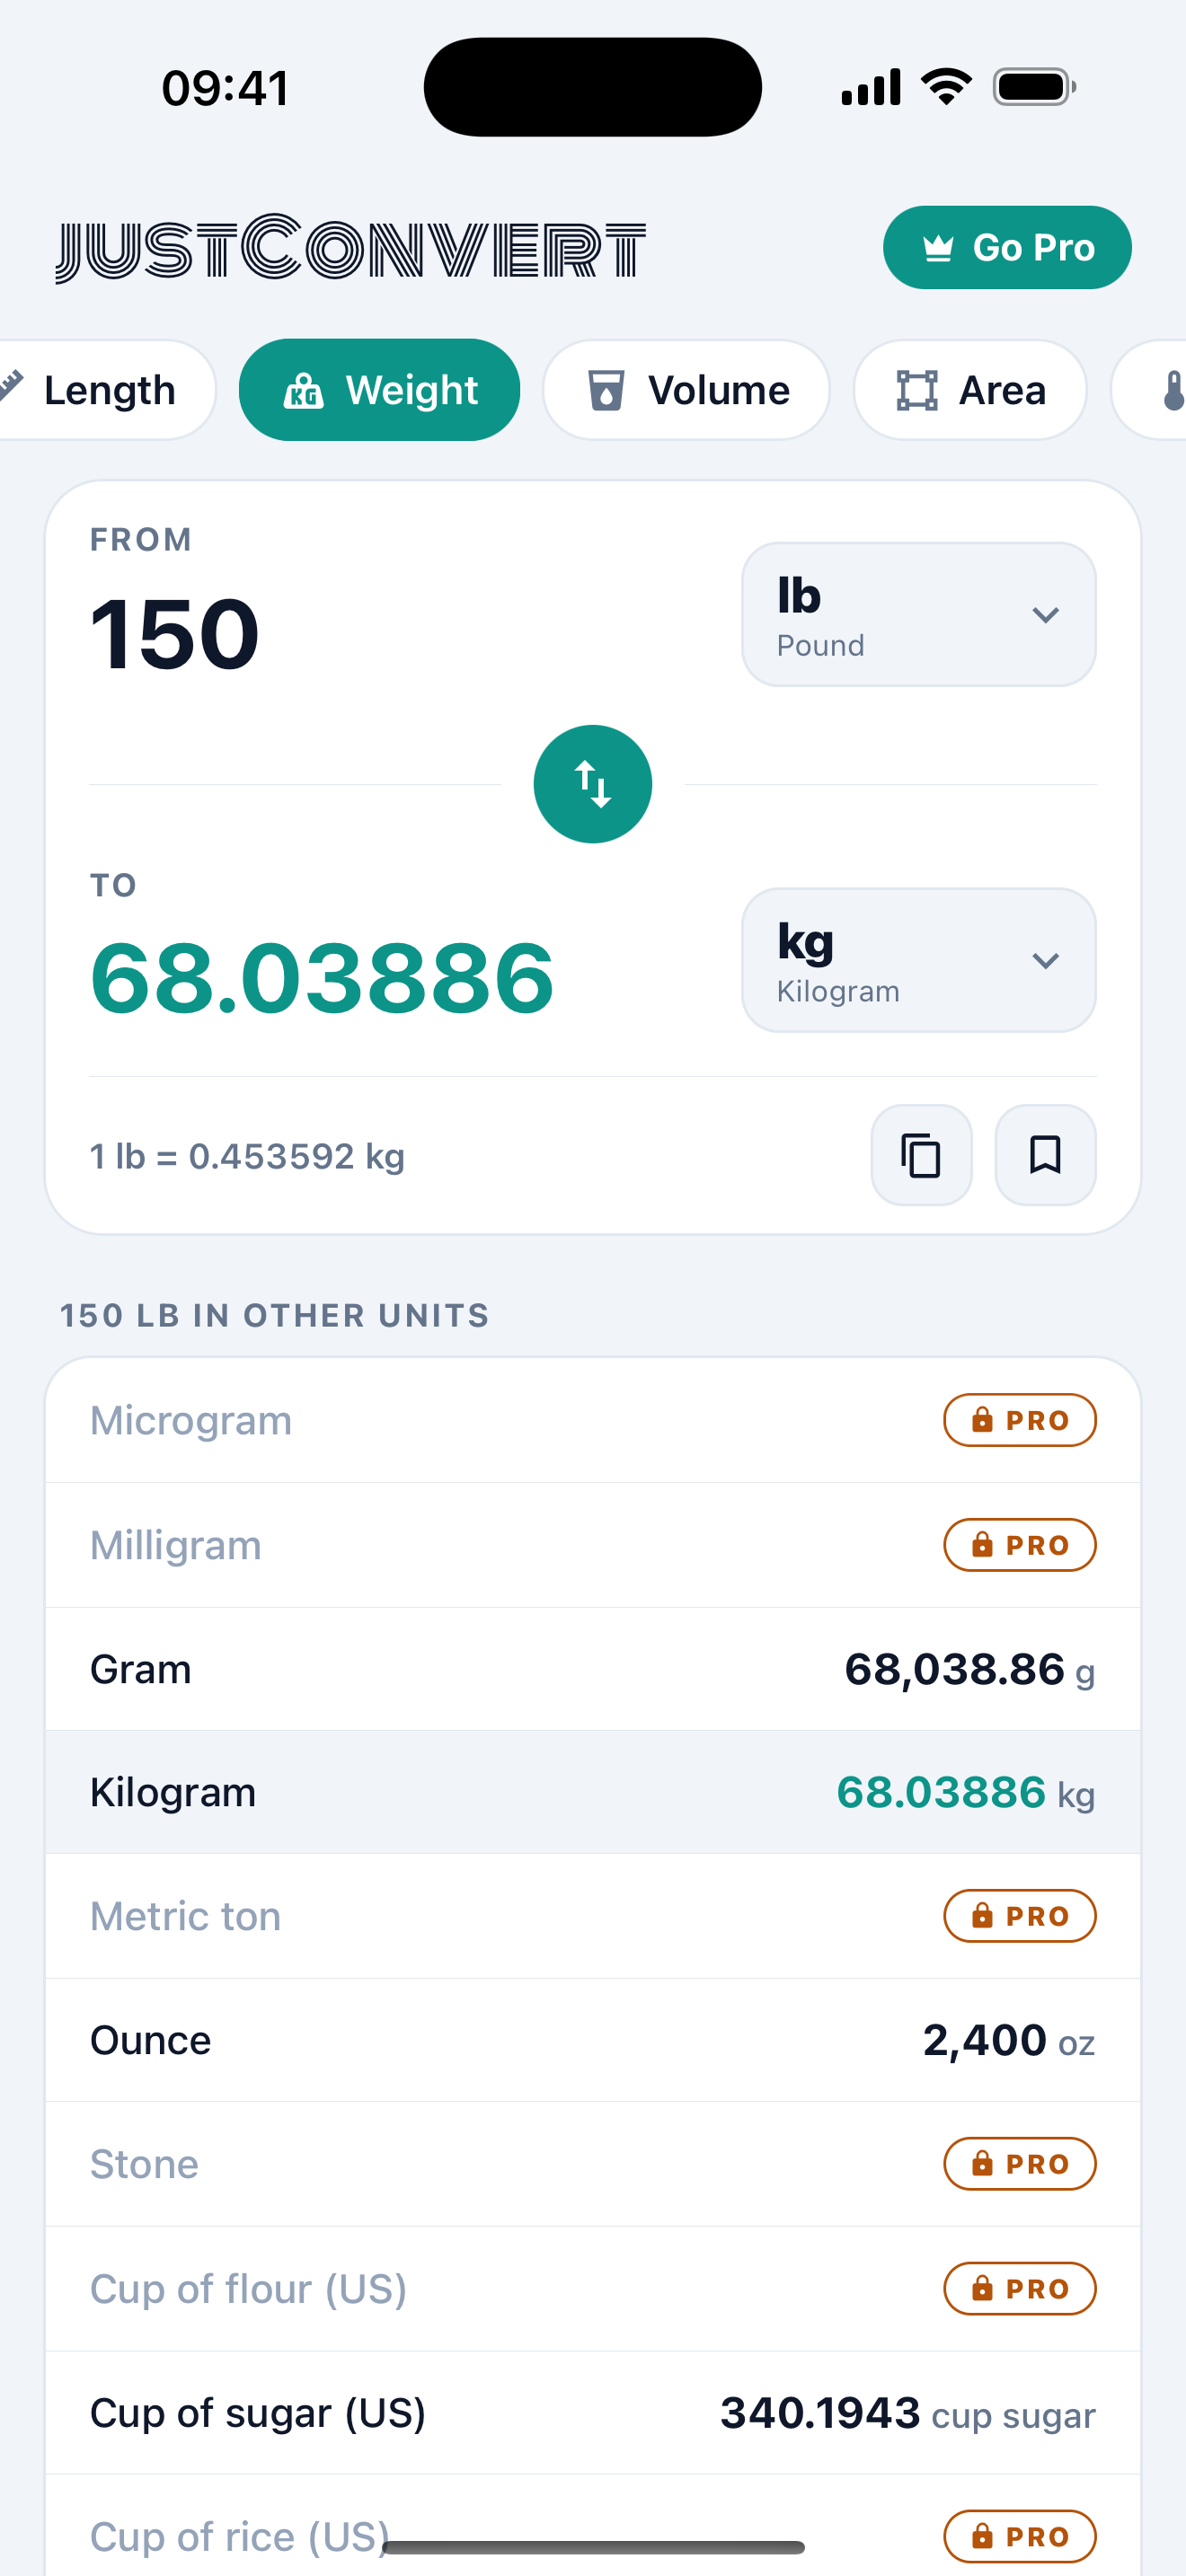 09:41
JUSTCONVERT
Go Pro
Length
KG Weight
Volume
Area
FROM
150
lb
Pound
TO
68.03886
kg
Kilogram
1 lb = 0.453592 kg
150 LB IN OTHER UNITS
Microgram PRO
Milligram PRO
Gram 68,038.86 g
Kilogram 68.03886 kg
Metric ton PRO
Ounce 2,400 oz
Stone PRO
Cup of flour (US) PRO
Cup of sugar (US) 340.1943 cup sugar
Cup of rice (US) PRO